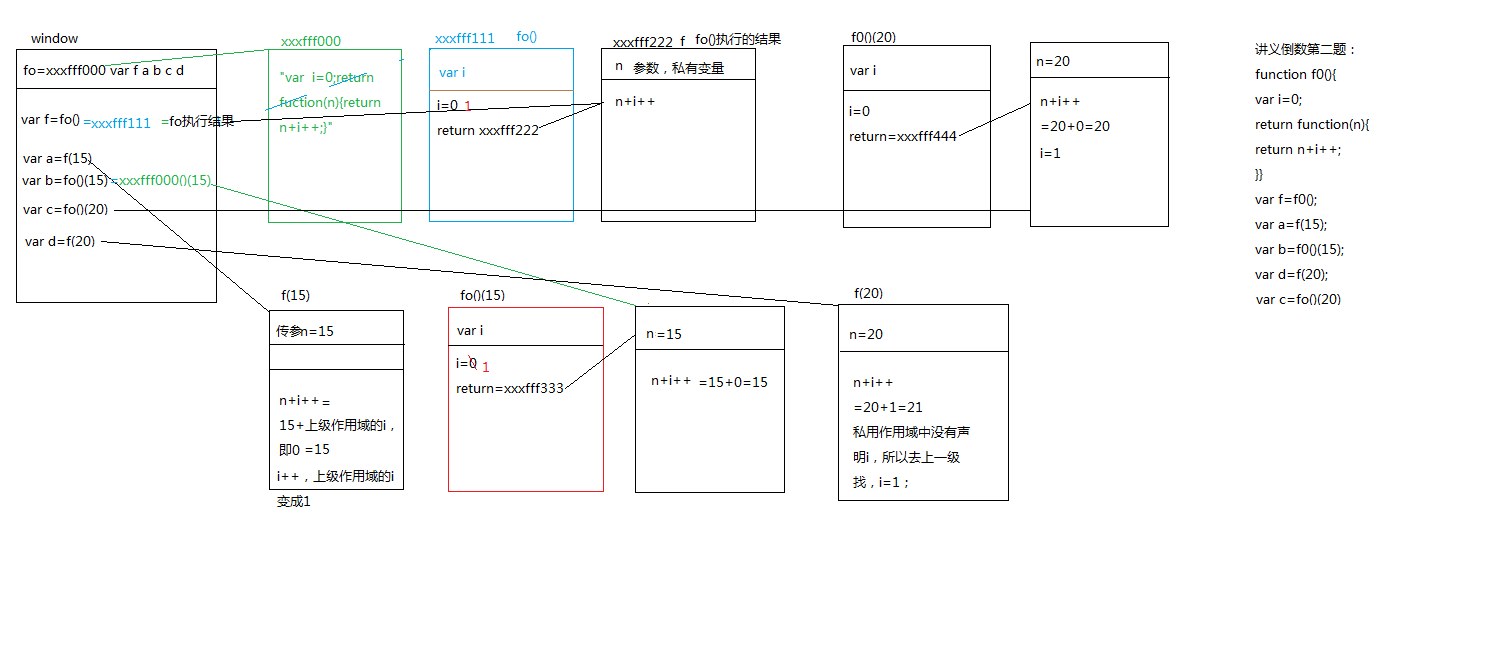 window
fo=xxxfff000 var f a b c d
var f=fo() =xxxfff111 =fo执行结果
var a=f(15)
var b=fo()(15)=xxxfff000()(15)
var c=fo()(20)
var d=f(20)
xxxfff000
"var i=0;return
fuction(n){return
n+i++;}"
xxxfff111 fo()
var i
i=0 1
return xxxfff222
xxxfff222 f fo()执行的结果
n 参数，私有变量
n+i++
f0()(20)
var i
i=0
return=xxxfff444
n=20
n+i++
=20+0=20
i=1
讲义倒数第二题：
function f0(){
var i=0;
return function(n){
return n+i++;
}}
var f=f0();
var a=f(15);
var b=f0()(15);
var d=f(20);
var c=fo()(20)
f(15)
传参n=15
n+i++ =
15+上级作用域的i，
即0 =15
i++，上级作用域的i
变成1
fo()(15)
var i
i=0 1
return=xxxfff333
n=15
n+i++ =15+0=15
f(20)
n=20
n+i++
=20+1=21
私用作用域中没有声
明i，所以去上一级
找，i=1；